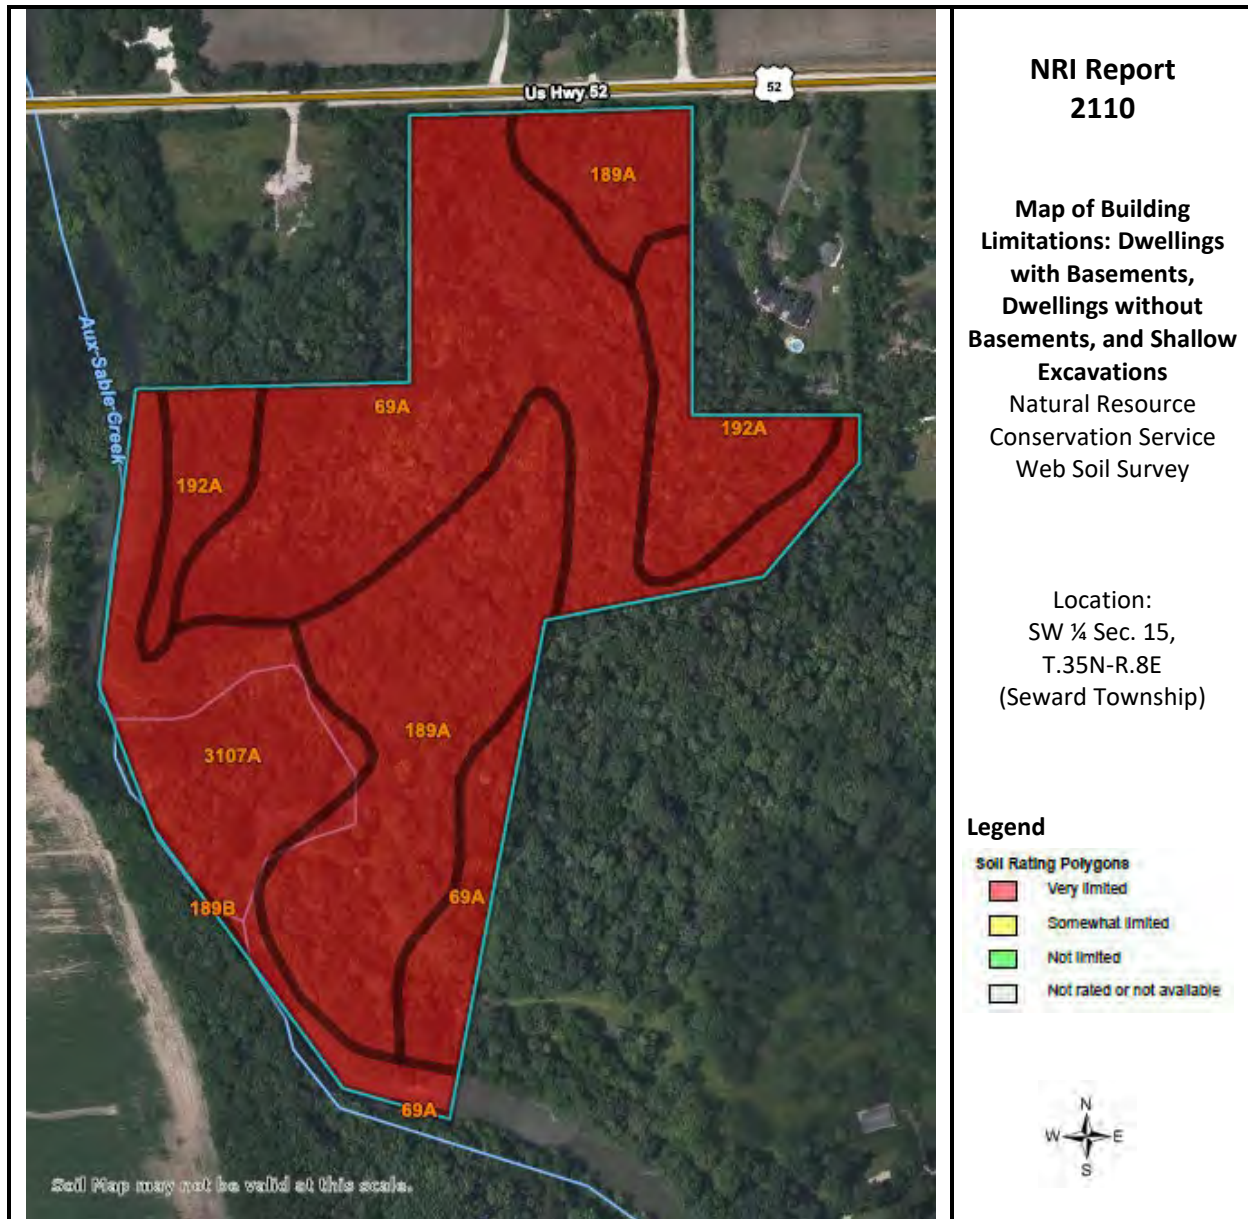 Us Hwy 52
52
189A
69A
192A
192A
Aux Sable Creek
189A
3107A
69A
189B
69A
Soil Map may not be valid at this scale.
NRI Report
2110
Map of Building
Limitations: Dwellings
with Basements,
Dwellings without
Basements, and Shallow
Excavations
Natural Resource
Conservation Service
Web Soil Survey
Location:
SW ¼ Sec. 15,
T.35N-R.8E
(Seward Township)
Legend
Soil Rating Polygons
Very limited
Somewhat limited
Not limited
Not rated or not available
N
W E
S